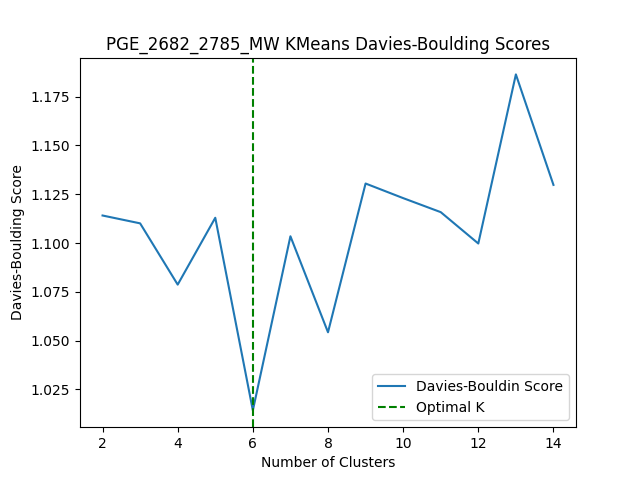 PGE_2682_2785_MW KMeans Davies-Boulding Scores
Davies-Boulding Score
1.175
1.150
1.125
1.100
1.075
1.050
1.025
Davies-Bouldin Score
Optimal K
2 4 6 8 10 12 14
Number of Clusters